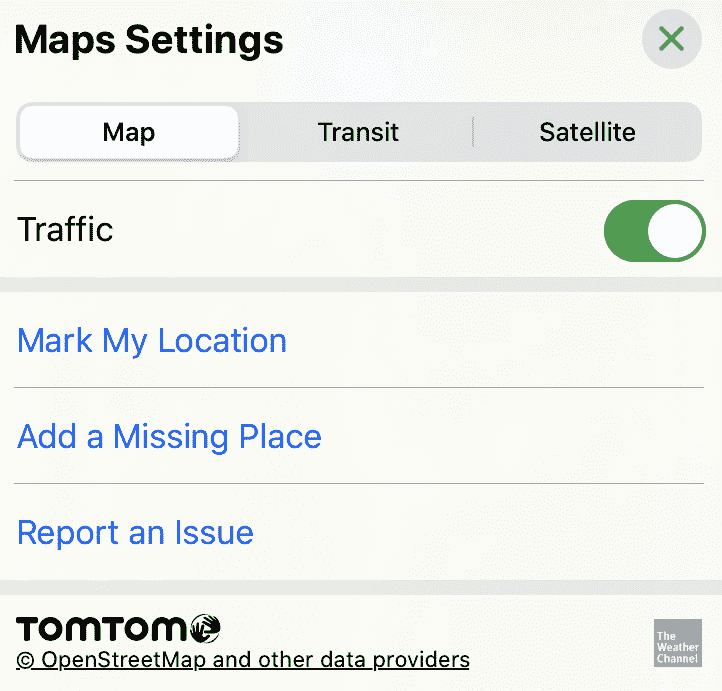 Maps Settings
Map Transit Satellite
Traffic
Mark My Location
Add a Missing Place
Report an Issue
TOMTOM
© OpenStreetMap and other data providers
The
Weather
Channel